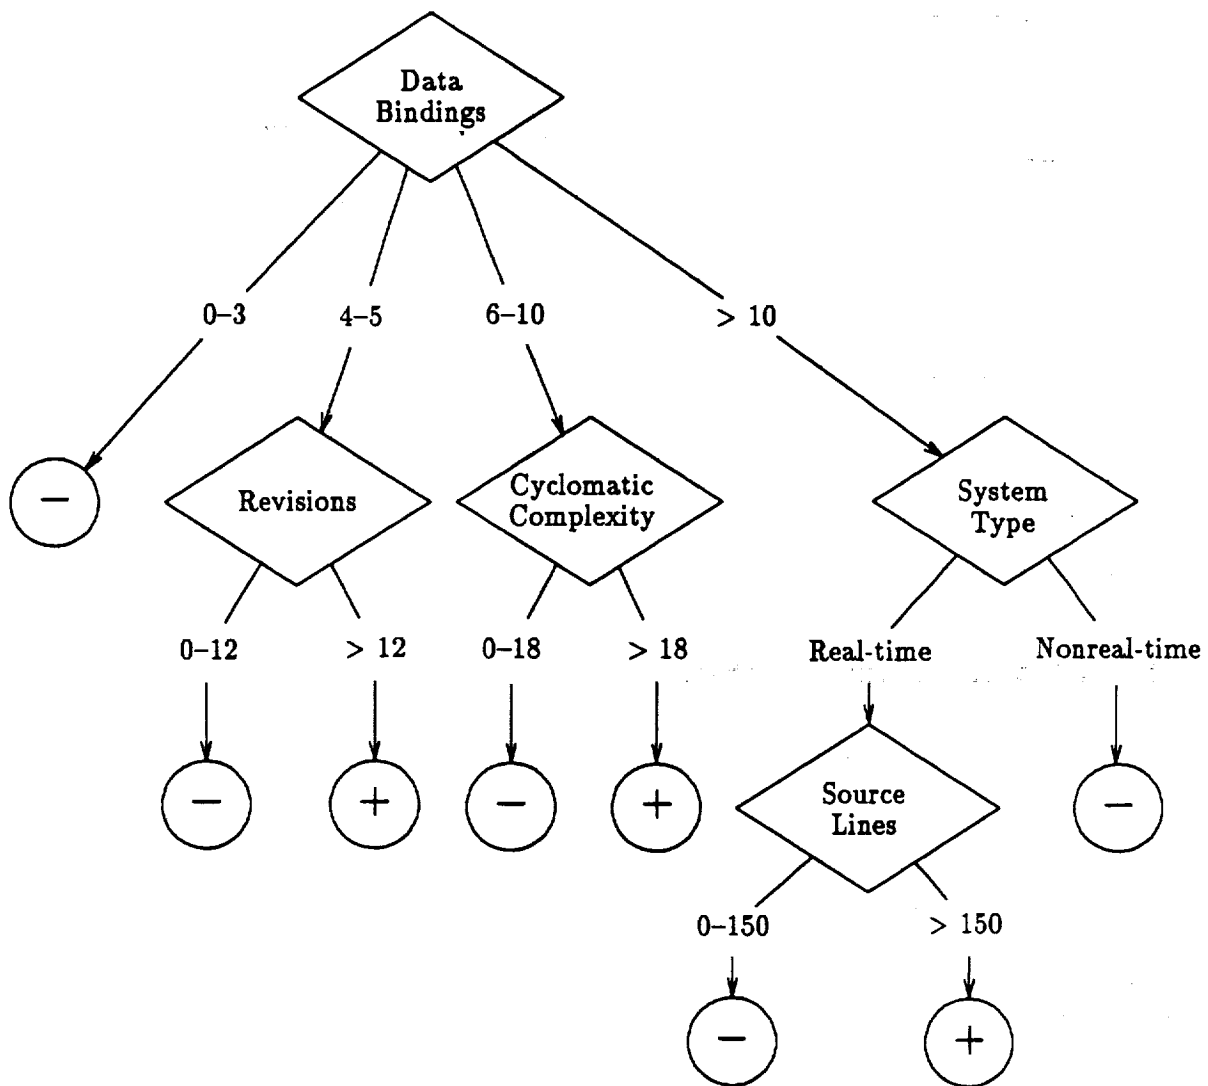 Data
Bindings
0–3
4–5
6–10
> 10
−
Revisions
Cyclomatic
Complexity
System
Type
0–12
> 12
0–18
> 18
Real-time
Nonreal-time
−
+
−
+
Source
Lines
−
0–150
> 150
−
+